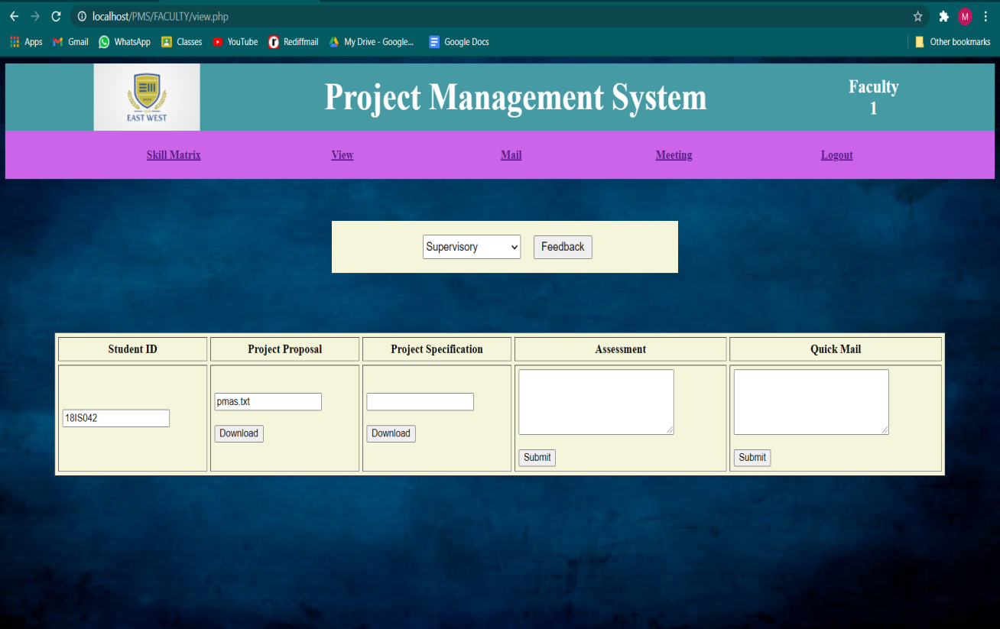 localhost/PMS/FACULTY/view.php
M
Apps Gmail WhatsApp Classes YouTube Rediffmail My Drive - Google... Google Docs Other bookmarks
EAST WEST
Project Management System
Faculty
1
Skill Matrix View Mail Meeting Logout
Supervisory Feedback
Student ID Project Proposal Project Specification Assessment Quick Mail
18IS042
pmas.txt
Download Download
Submit Submit